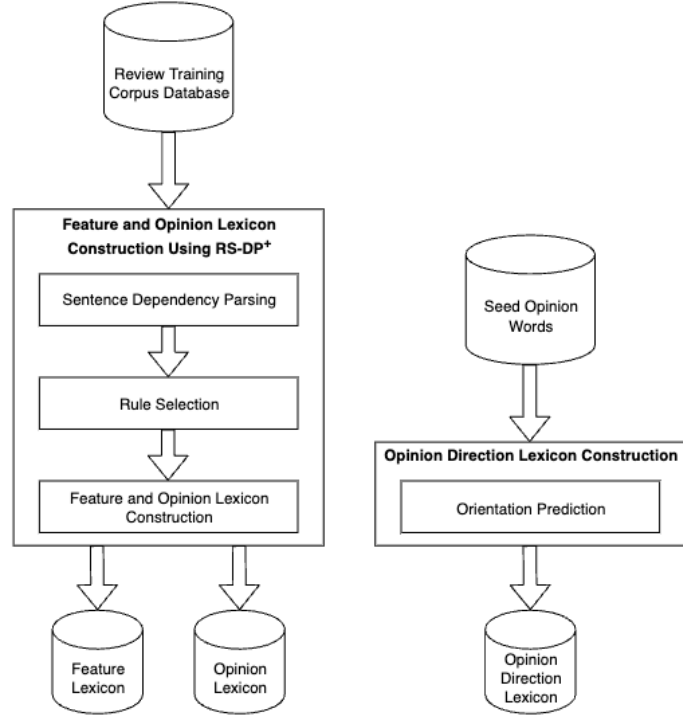 Review Training
Corpus Database
Feature and Opinion Lexicon
Construction Using RS-DP⁺
Sentence Dependency Parsing
Rule Selection
Feature and Opinion Lexicon
Construction
Feature
Lexicon
Opinion
Lexicon
Seed Opinion
Words
Opinion Direction Lexicon Construction
Orientation Prediction
Opinion
Direction
Lexicon